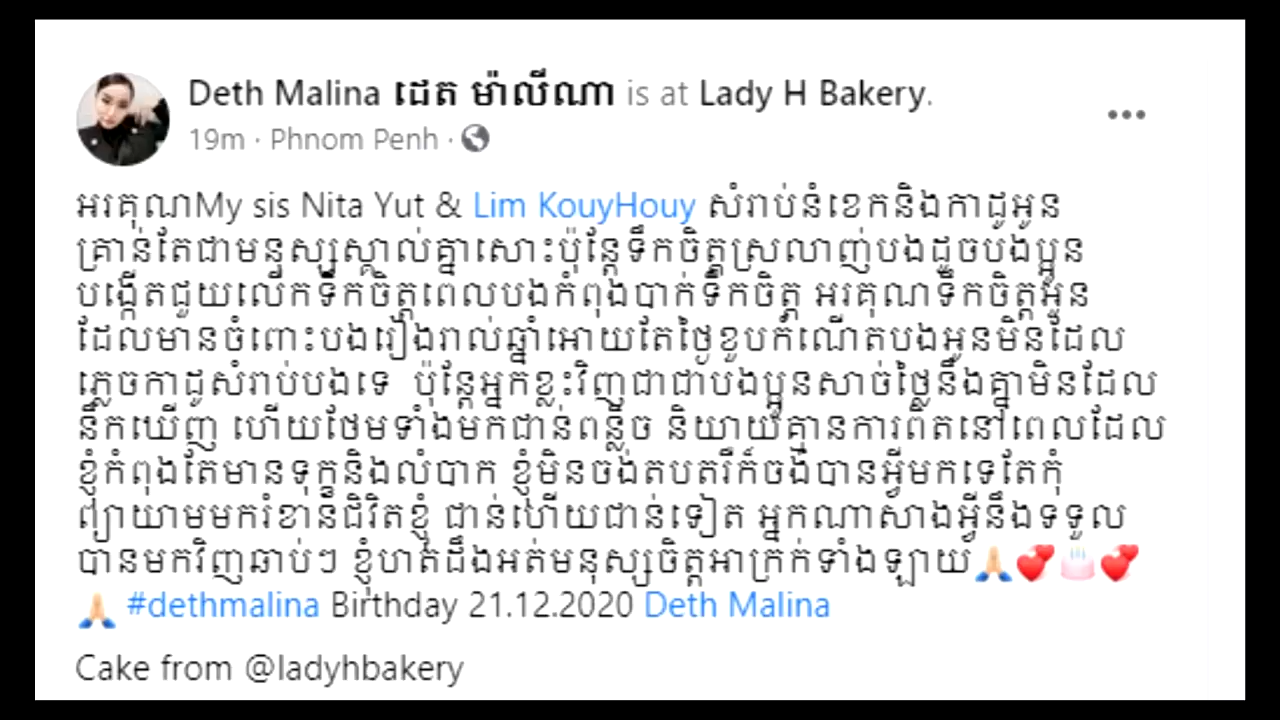 Deth Malina ដេត ម៉ាលីណា is at Lady H Bakery.
19m · Phnom Penh ·
អរគុណMy sis Nita Yut & Lim KouyHouy សំរាប់នំខេកនិងកាដូអូន
គ្រាន់តែជាមនុស្សស្គាល់គ្នាសោះប៉ុន្តែទឹកចិត្តស្រលាញ់បងដូចបងប្អូន
បង្កើតជួយលើកទឹកចិត្តពេលបងកំពុងបាក់ទឹកចិត្ត អរគុណទឹកចិត្តអូន
ដែលមានចំពោះបងរៀងរាល់ឆ្នាំអោយតែថ្ងៃខួបកំណើតបងអូនមិនដែល
ភ្លេចកាដូសំរាប់បងទេ ប៉ុន្តែអ្នកខ្លះវិញជាជាបងប្អូនសាច់ថ្លៃនឹងគ្នាមិនដែល
នឹកឃើញ ហើយថែមទាំងមកជាន់ពន្លិច និយាយគ្មានការពិតនៅពេលដែល
ខ្ញុំកំពុងតែមានទុក្ខនិងលំបាក ខ្ញុំមិនចង់តបតរឺក៏ចង់បានអ្វីមកទេតែកុំ
ព្យាយាមមករំខានជិវិតខ្ញុំ ជាន់ហើយជាន់ទៀត អ្នកណាសាងអ្វីនឹងទទួល
បានមកវិញឆាប់ៗ ខ្ញុំហត់ដឹងអត់មនុស្សចិត្តអាក្រក់ទាំងឡាយ🙏🏻💕🎂💕
🙏🏻 #dethmalina Birthday 21.12.2020 Deth Malina
Cake from @ladyhbakery